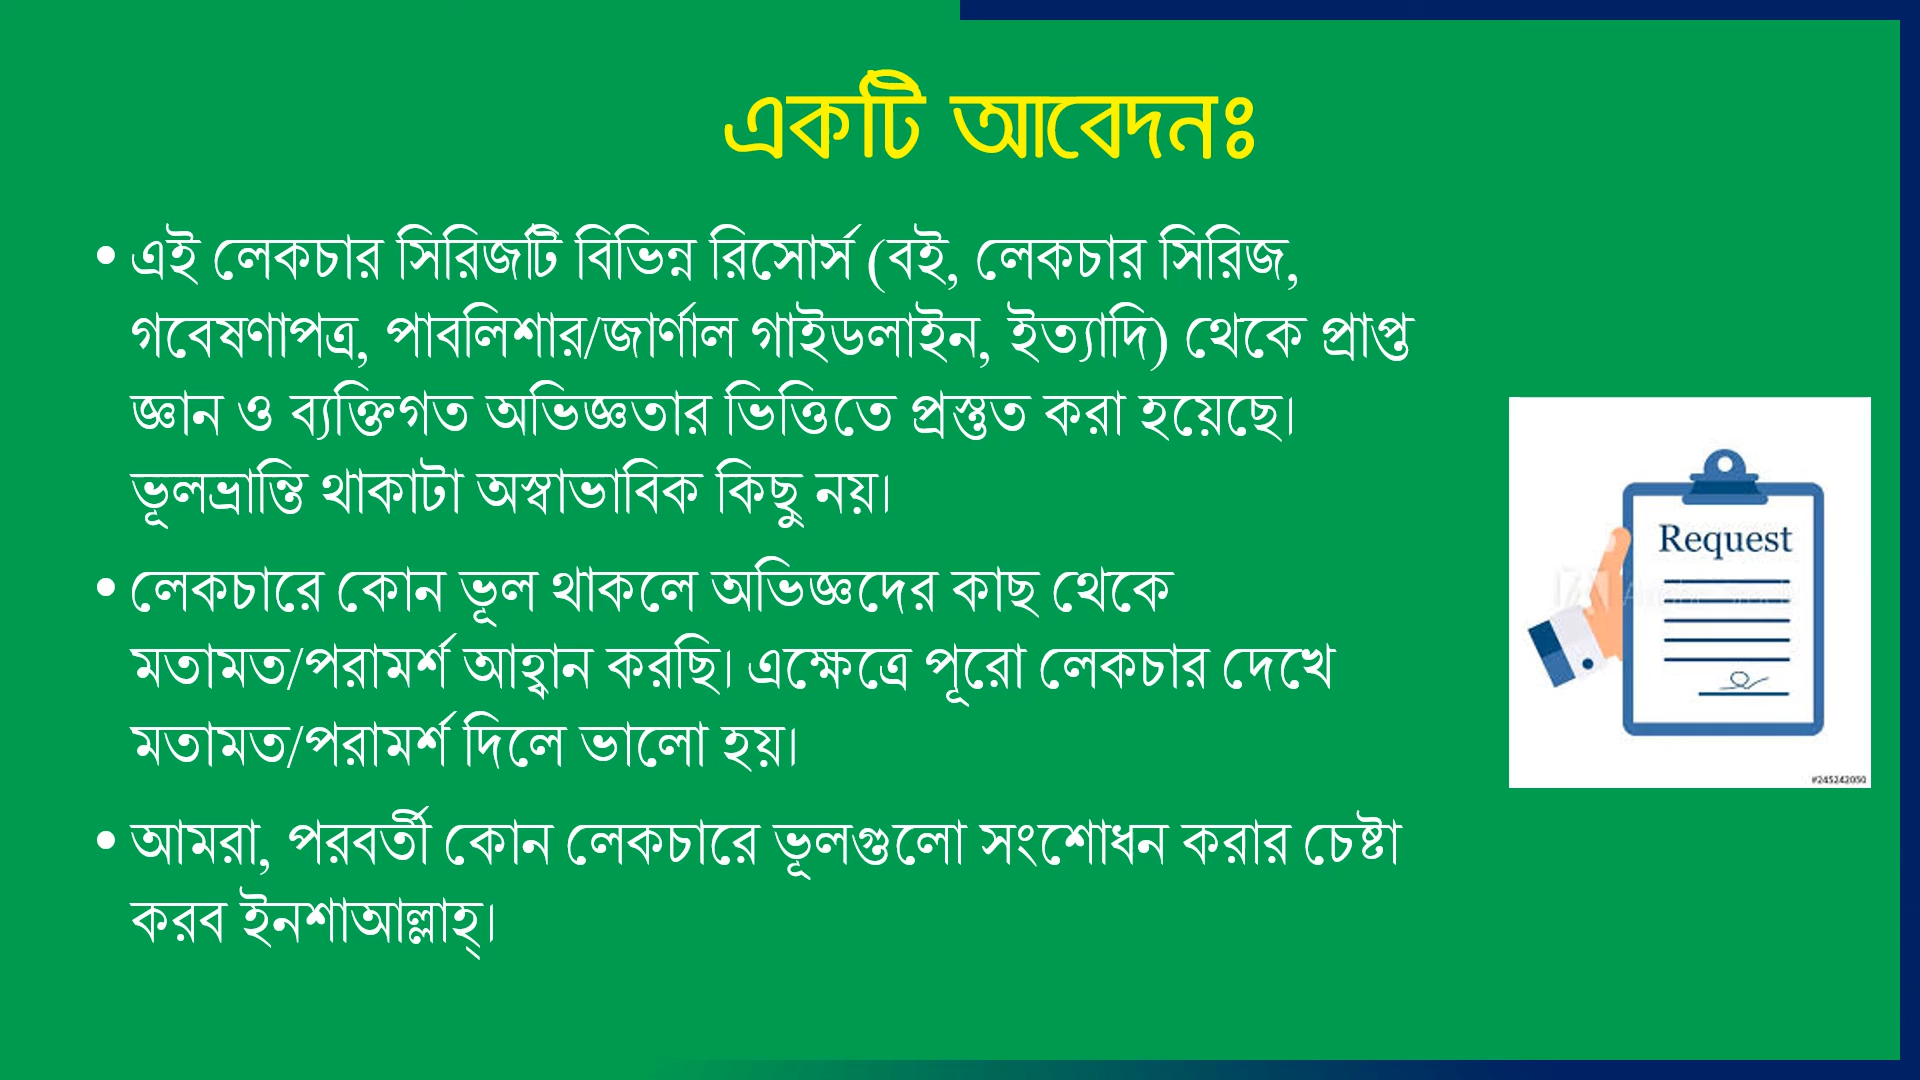 একটি আবেদনঃ
• এই লেকচার সিরিজটি বিভিন্ন রিসোর্স (বই, লেকচার সিরিজ,
গবেষণাপত্র, পাবলিশার/জার্ণাল গাইডলাইন, ইত্যাদি) থেকে প্রাপ্ত
জ্ঞান ও ব্যক্তিগত অভিজ্ঞতার ভিত্তিতে প্রস্তুত করা হয়েছে।
ভূলভ্রান্তি থাকাটা অস্বাভাবিক কিছু নয়।
• লেকচারে কোন ভূল থাকলে অভিজ্ঞদের কাছ থেকে
মতামত/পরামর্শ আহ্বান করছি। এক্ষেত্রে পূরো লেকচার দেখে
মতামত/পরামর্শ দিলে ভালো হয়।
• আমরা, পরবর্তী কোন লেকচারে ভূলগুলো সংশোধন করার চেষ্টা
করব ইনশাআল্লাহ্।
Request
#245242050